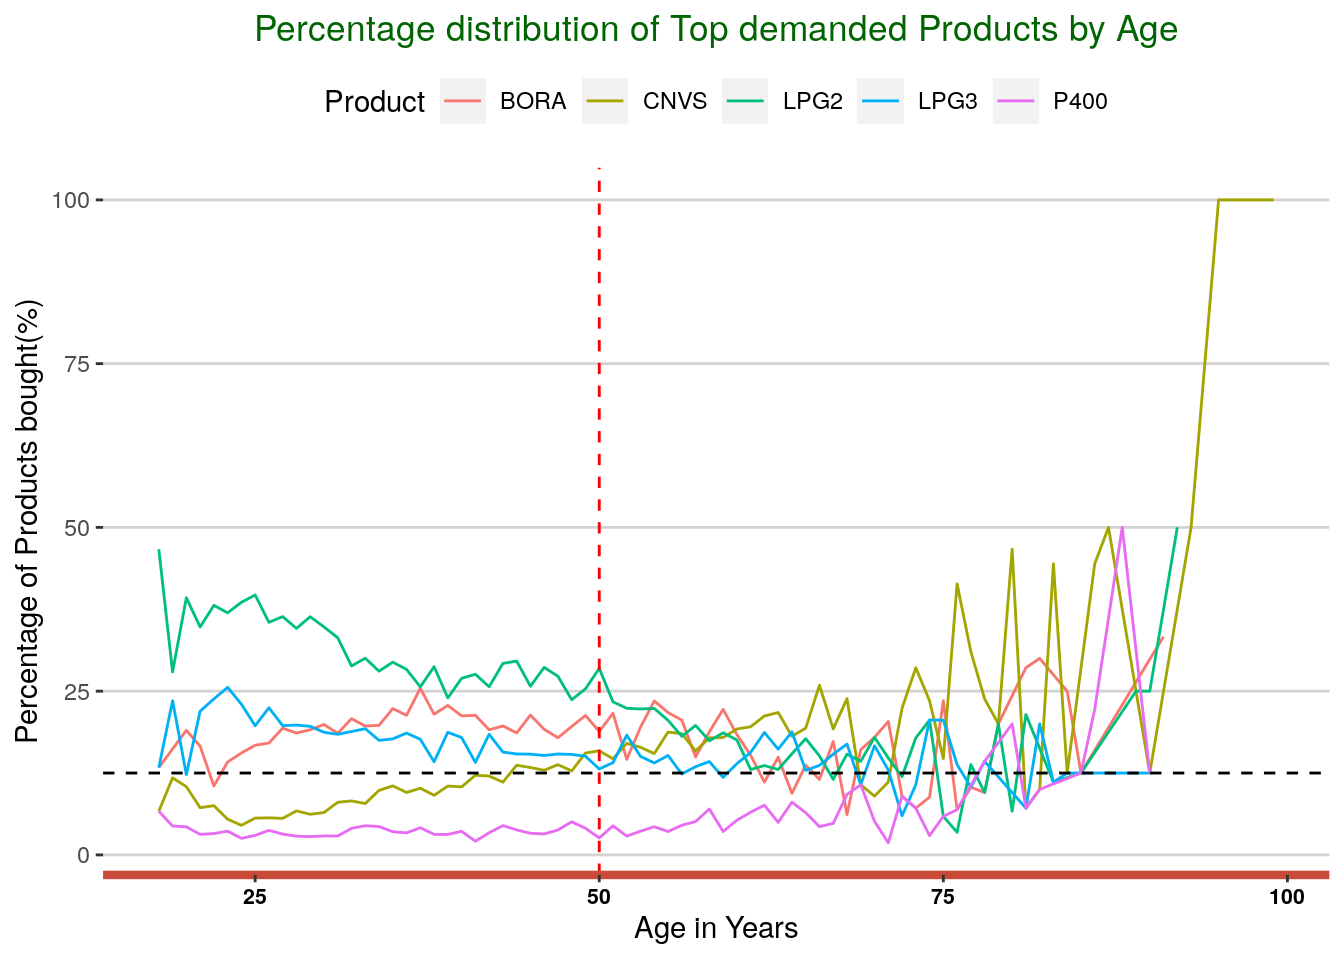 Percentage distribution of Top demanded Products by Age
Product BORA CNVS LPG2 LPG3 P400
Percentage of Products bought(%)
100
75
50
25
0
25 50 75 100
Age in Years